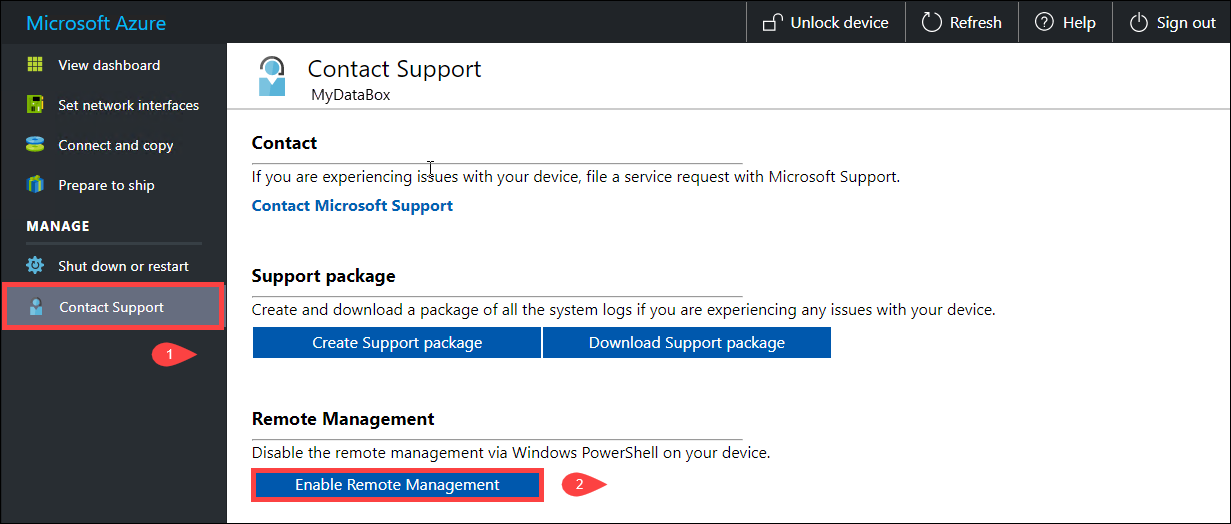 Microsoft Azure
Unlock device
Refresh
Help
Sign out
View dashboard
Set network interfaces
Connect and copy
Prepare to ship
MANAGE
Shut down or restart
Contact Support
1
Contact Support
MyDataBox
Contact
If you are experiencing issues with your device, file a service request with Microsoft Support.
Contact Microsoft Support
Support package
Create and download a package of all the system logs if you are experiencing any issues with your device.
Create Support package
Download Support package
Remote Management
Disable the remote management via Windows PowerShell on your device.
Enable Remote Management
2